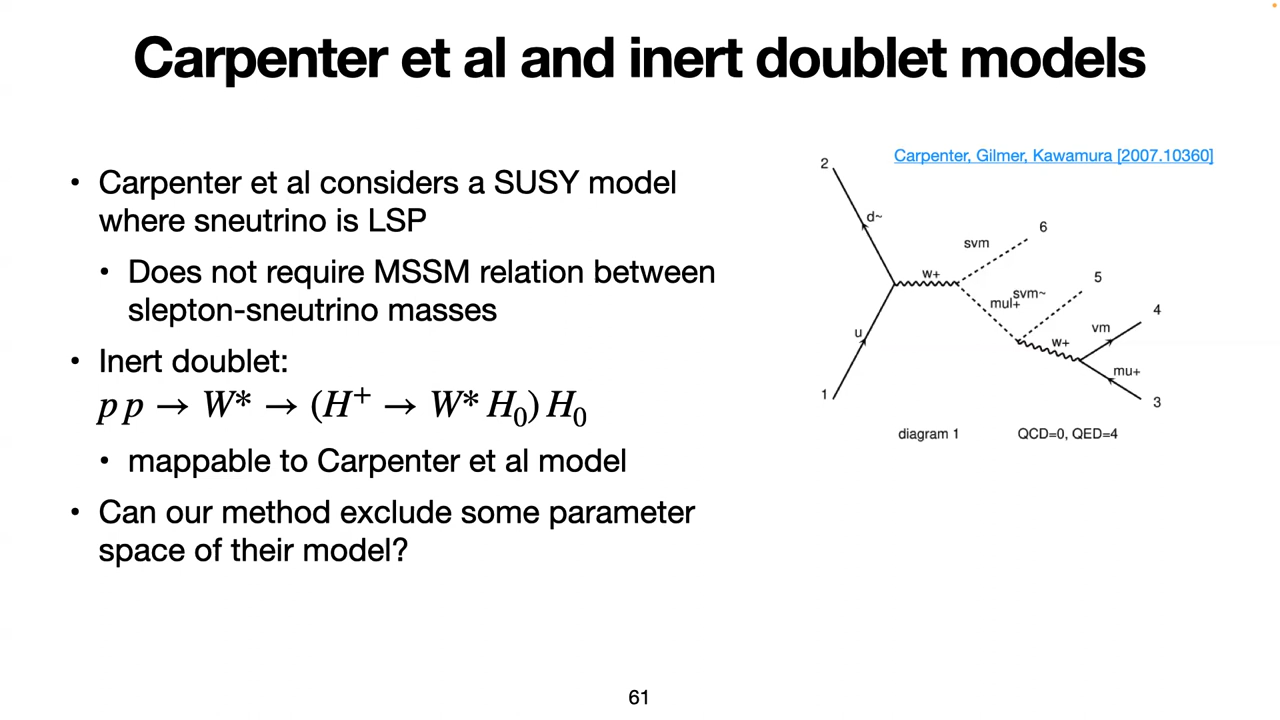 Carpenter et al and inert doublet models
Carpenter, Gilmer, Kawamura [2007.10360]
• Carpenter et al considers a SUSY model
where sneutrino is LSP
• Does not require MSSM relation between
slepton-sneutrino masses
• Inert doublet:
p p → W* → (H⁺ → W* H₀) H₀
• mappable to Carpenter et al model
• Can our method exclude some parameter
space of their model?
2
d~
6
svm
w+
5
svm~
mul+
4
vm
u
w+
mu+
1
3
diagram 1
QCD=0, QED=4
61